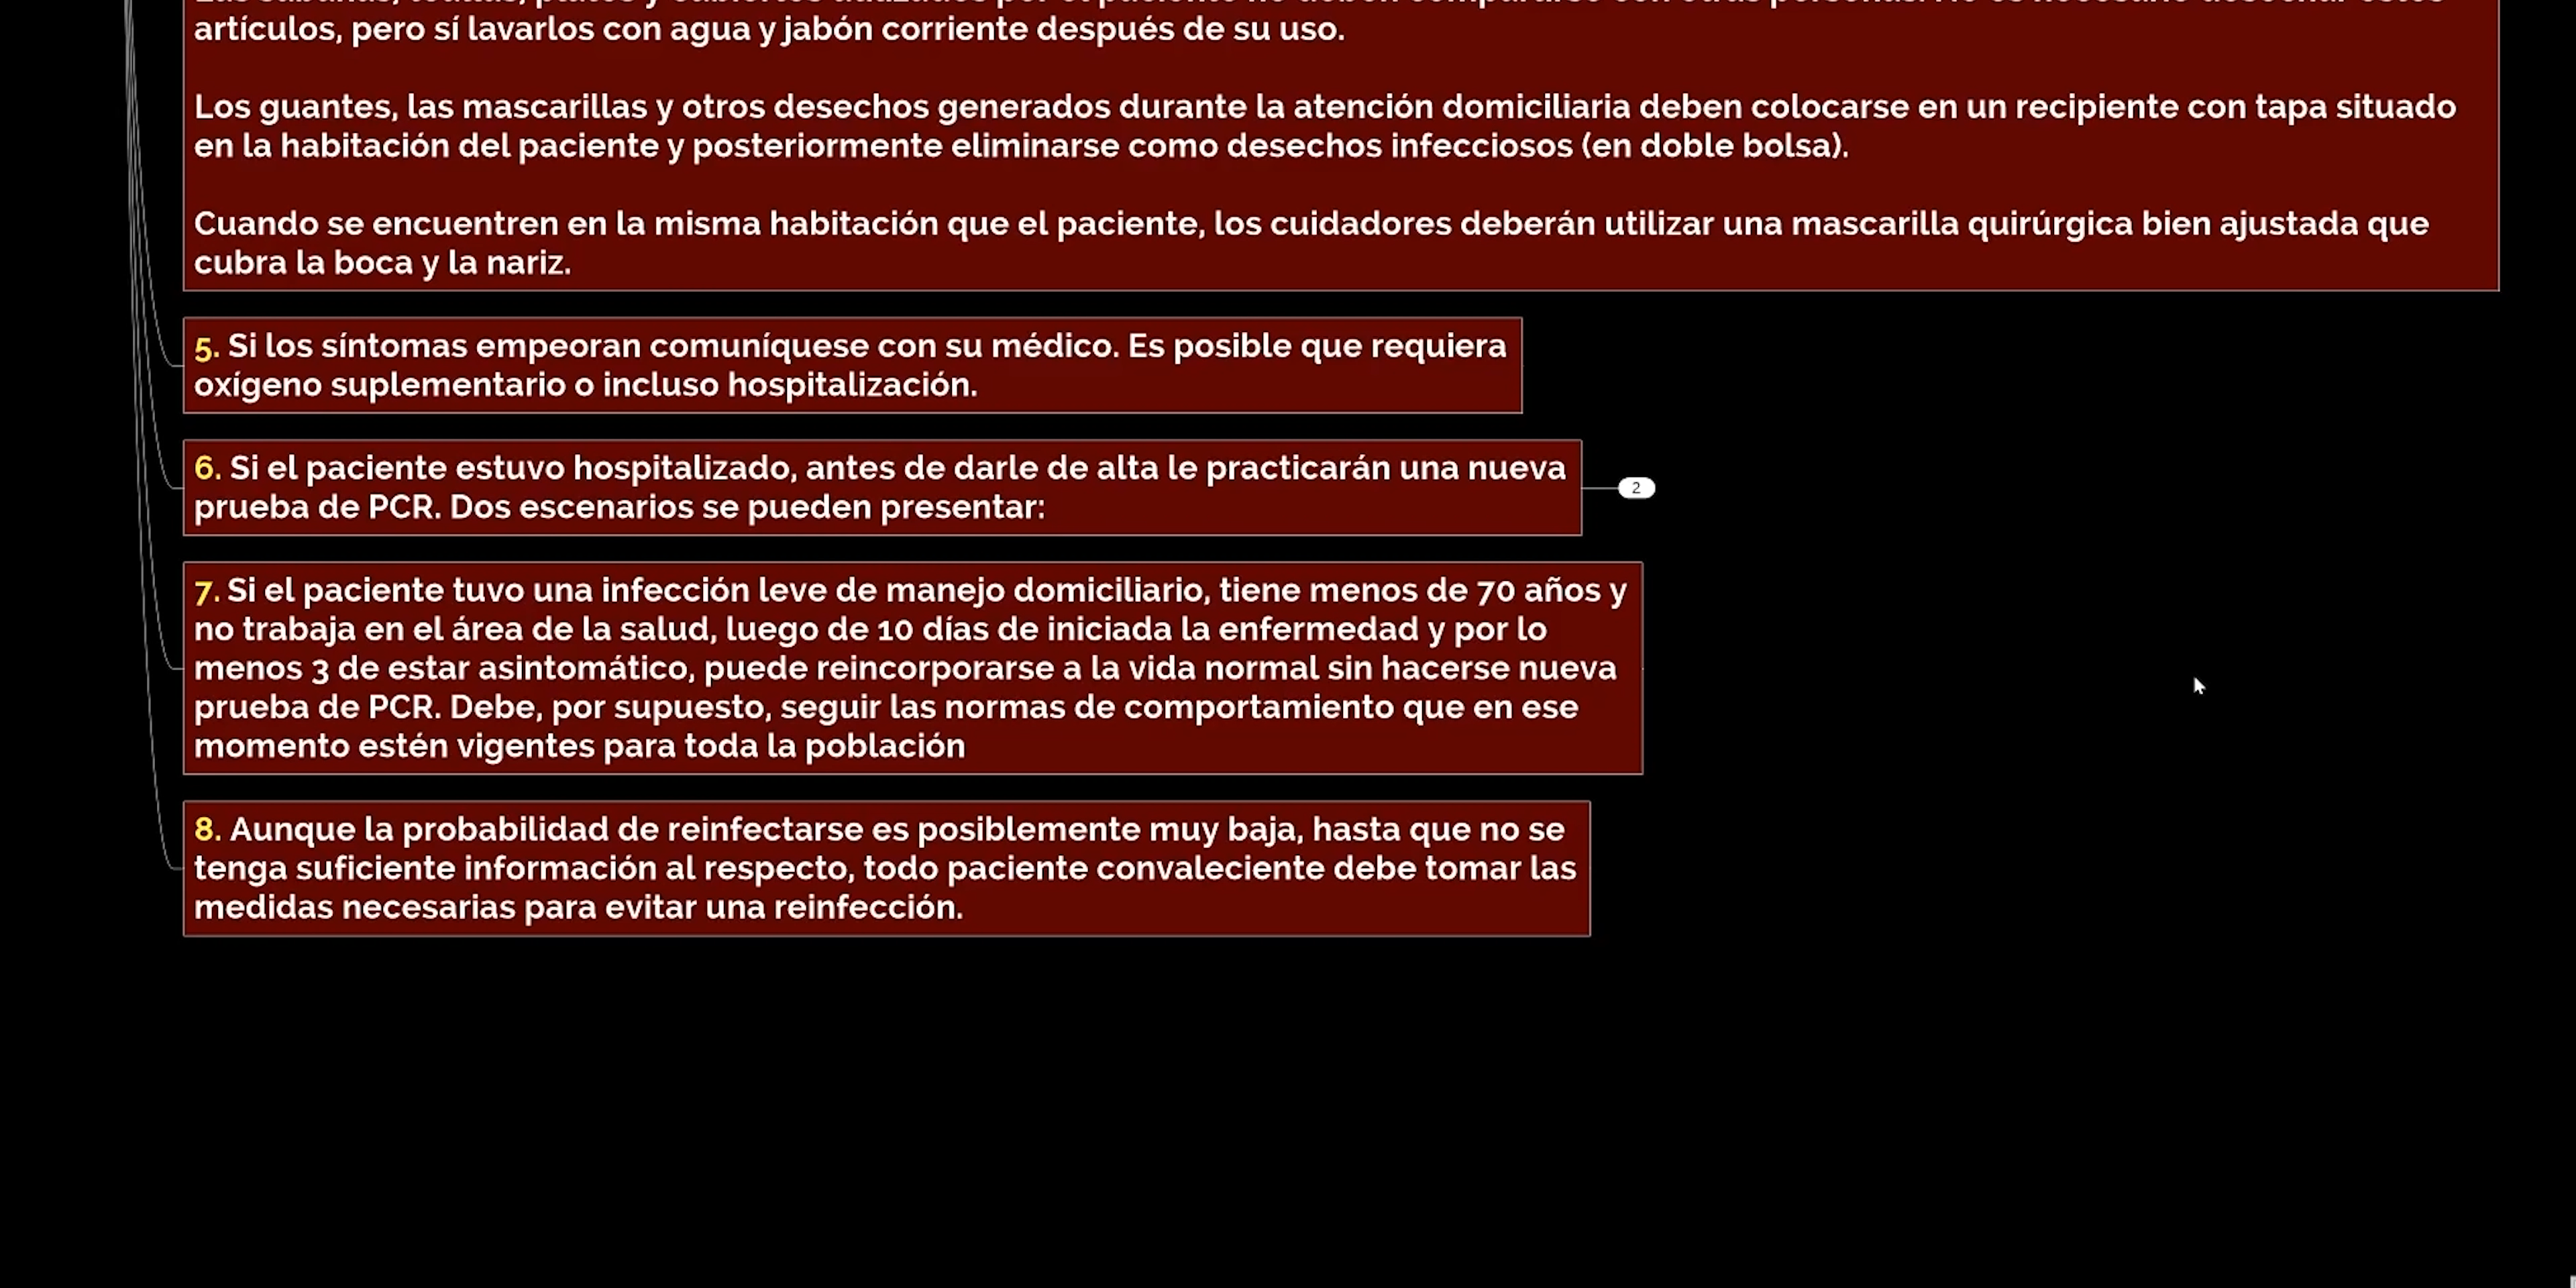 artículos, pero sí lavarlos con agua y jabón corriente después de su uso.
Los guantes, las mascarillas y otros desechos generados durante la atención domiciliaria deben colocarse en un recipiente con tapa situado
en la habitación del paciente y posteriormente eliminarse como desechos infecciosos (en doble bolsa).
Cuando se encuentren en la misma habitación que el paciente, los cuidadores deberán utilizar una mascarilla quirúrgica bien ajustada que
cubra la boca y la nariz.
5. Si los síntomas empeoran comuníquese con su médico. Es posible que requiera
oxígeno suplementario o incluso hospitalización.
6. Si el paciente estuvo hospitalizado, antes de darle de alta le practicarán una nueva
prueba de PCR. Dos escenarios se pueden presentar:
2
7. Si el paciente tuvo una infección leve de manejo domiciliario, tiene menos de 70 años y
no trabaja en el área de la salud, luego de 10 días de iniciada la enfermedad y por lo
menos 3 de estar asintomático, puede reincorporarse a la vida normal sin hacerse nueva
prueba de PCR. Debe, por supuesto, seguir las normas de comportamiento que en ese
momento estén vigentes para toda la población
8. Aunque la probabilidad de reinfectarse es posiblemente muy baja, hasta que no se
tenga suficiente información al respecto, todo paciente convaleciente debe tomar las
medidas necesarias para evitar una reinfección.